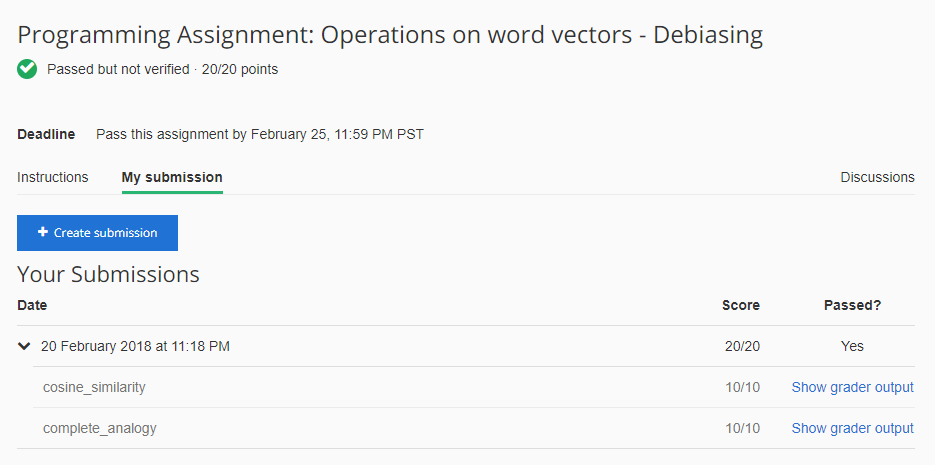 Programming Assignment: Operations on word vectors - Debiasing
Passed but not verified · 20/20 points
Deadline Pass this assignment by February 25, 11:59 PM PST
Instructions My submission Discussions
+ Create submission
Your Submissions
Date Score Passed?
20 February 2018 at 11:18 PM 20/20 Yes
cosine_similarity 10/10 Show grader output
complete_analogy 10/10 Show grader output